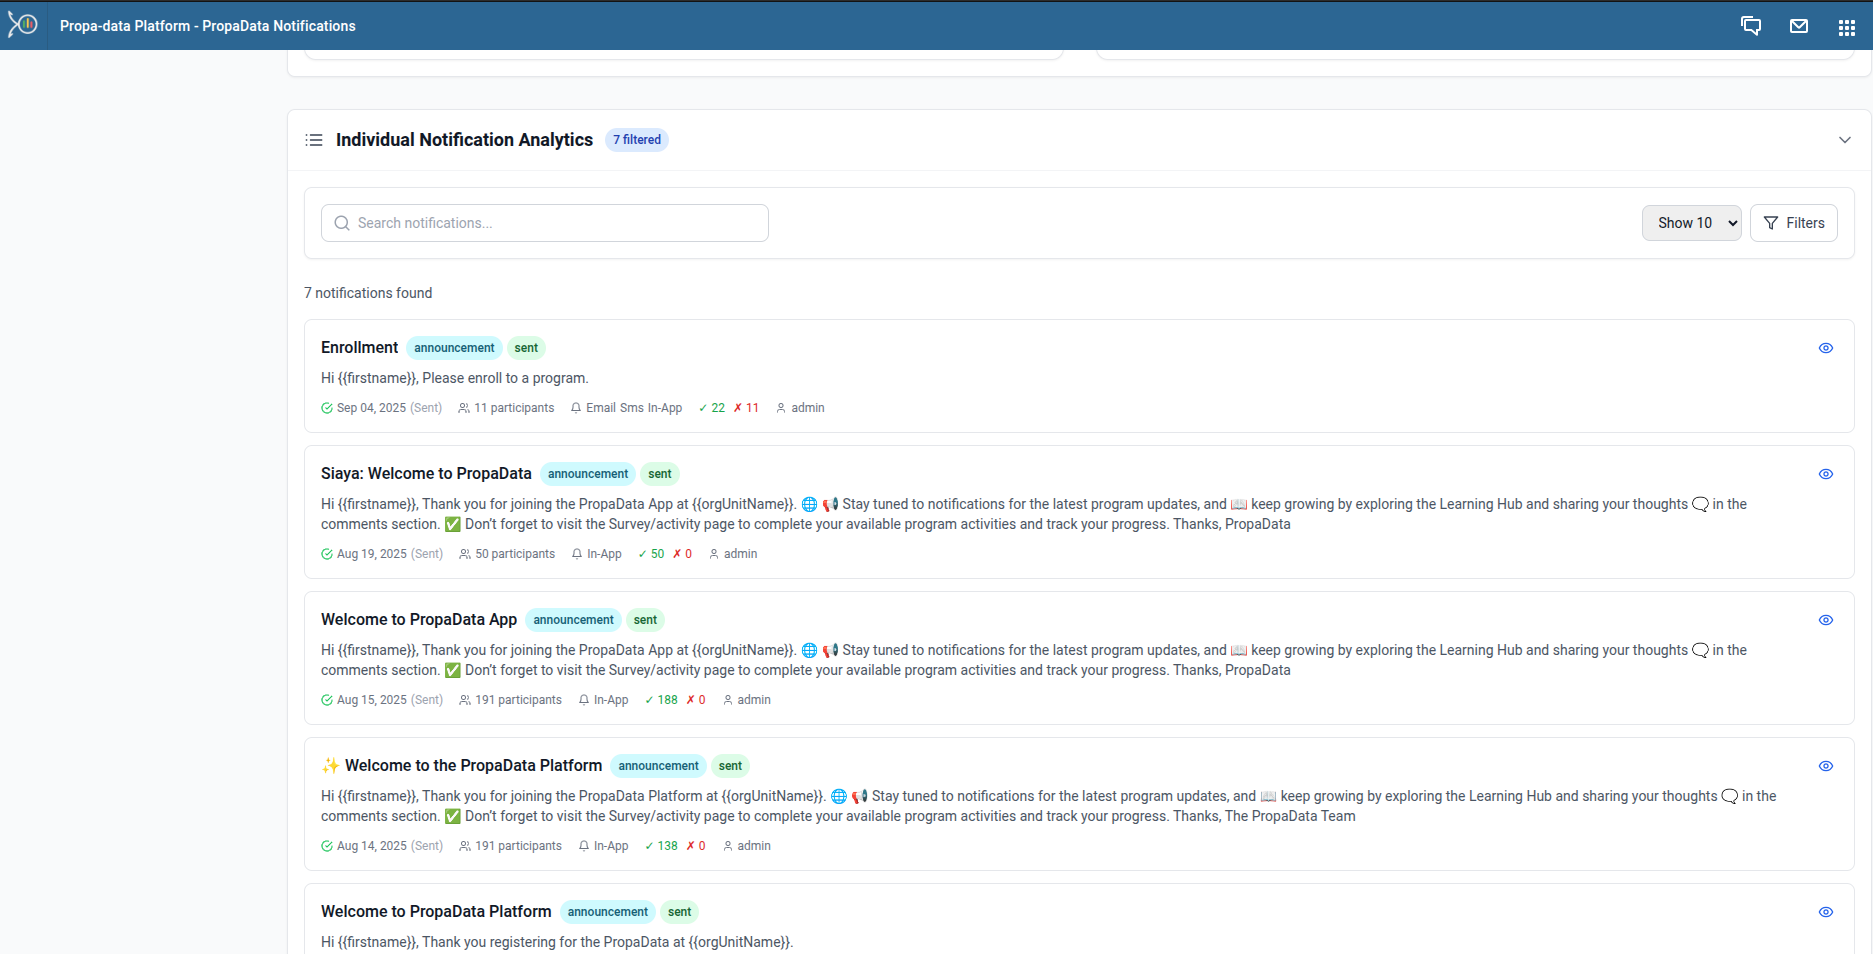 Propa-data Platform - PropaData Notifications
Individual Notification Analytics 7 filtered
Search notifications... Show 10 Filters
7 notifications found
Enrollment announcement sent
Hi {{firstname}}, Please enroll to a program.
Sep 04, 2025 (Sent) 11 participants Email Sms In-App ✓ 22 ✗ 11 admin
Siaya: Welcome to PropaData announcement sent
Hi {{firstname}}, Thank you for joining the PropaData App at {{orgUnitName}}. 🌐 📢 Stay tuned to notifications for the latest program updates, and 📖 keep growing by exploring the Learning Hub and sharing your thoughts 🗨️ in the
comments section. ✅ Don't forget to visit the Survey/activity page to complete your available program activities and track your progress. Thanks, PropaData
Aug 19, 2025 (Sent) 50 participants In-App ✓ 50 ✗ 0 admin
Welcome to PropaData App announcement sent
Hi {{firstname}}, Thank you for joining the PropaData App at {{orgUnitName}}. 🌐 📢 Stay tuned to notifications for the latest program updates, and 📖 keep growing by exploring the Learning Hub and sharing your thoughts 🗨️ in the
comments section. ✅ Don't forget to visit the Survey/activity page to complete your available program activities and track your progress. Thanks, PropaData
Aug 15, 2025 (Sent) 191 participants In-App ✓ 188 ✗ 0 admin
✨ Welcome to the PropaData Platform announcement sent
Hi {{firstname}}, Thank you for joining the PropaData Platform at {{orgUnitName}}. 🌐 📢 Stay tuned to notifications for the latest program updates, and 📖 keep growing by exploring the Learning Hub and sharing your thoughts 🗨️ in the
comments section. ✅ Don't forget to visit the Survey/activity page to complete your available program activities and track your progress. Thanks, The PropaData Team
Aug 14, 2025 (Sent) 191 participants In-App ✓ 138 ✗ 0 admin
Welcome to PropaData Platform announcement sent
Hi {{firstname}}, Thank you registering for the PropaData at {{orgUnitName}}.